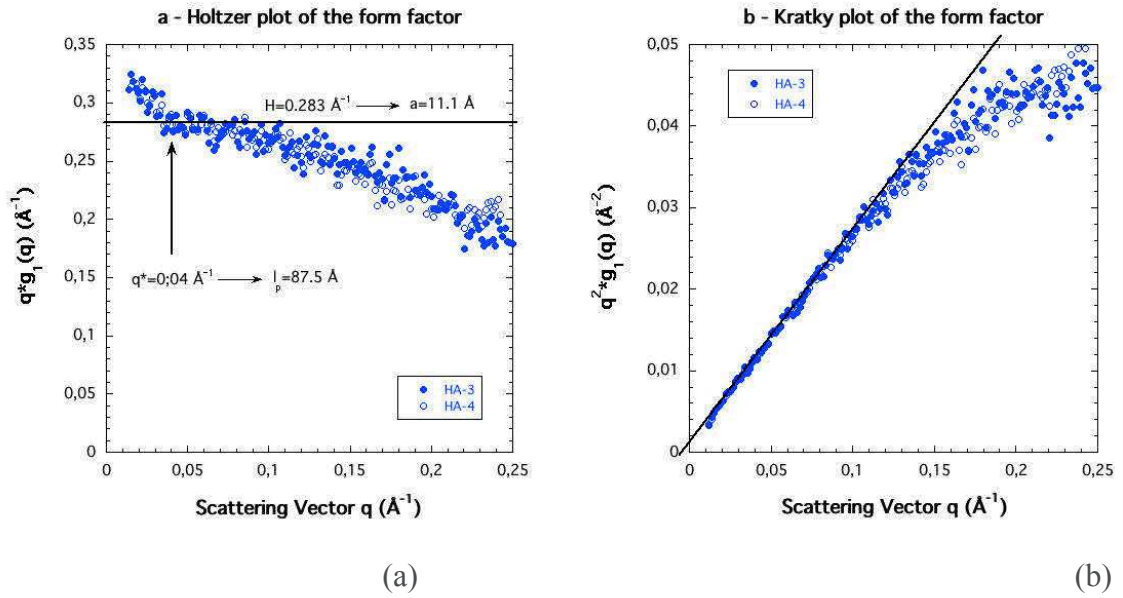 a - Holtzer plot of the form factor
q*g₁(q) (Å⁻¹)
0,35
0,3
0,25
0,2
0,15
0,1
0,05
0
H=0.283 Å⁻¹ → a=11.1 Å
q*=0;04 Å⁻¹ → lₚ=87.5 Å
HA-3
HA-4
0 0,05 0,1 0,15 0,2 0,25
Scattering Vector q (Å⁻¹)
(a)
b - Kratky plot of the form factor
q²*g₁(q) (Å⁻²)
0,05
0,04
0,03
0,02
0,01
0
HA-3
HA-4
0 0,05 0,1 0,15 0,2 0,25
Scattering Vector q (Å⁻¹)
(b)